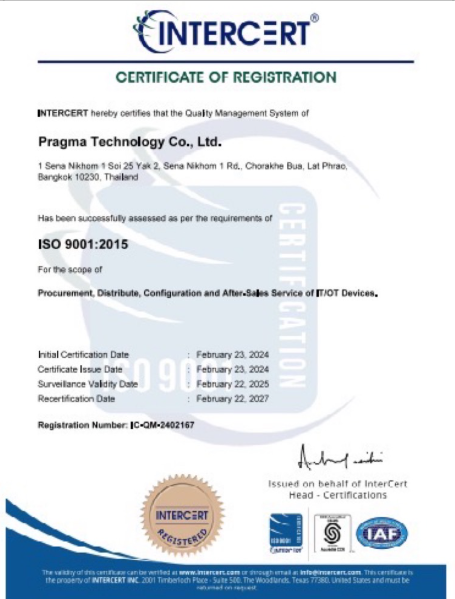 INTERCERT®
CERTIFICATE OF REGISTRATION
INTERCERT hereby certifies that the Quality Management System of
Pragma Technology Co., Ltd.
1 Sena Nikhom 1 Soi 25 Yak 2, Sena Nikhom 1 Rd., Chorakhe Bua, Lat Phrao,
Bangkok 10230, Thailand
Has been successfully assessed as per the requirements of
ISO 9001:2015
For the scope of
Procurement, Distribute, Configuration and After-Sales Service of IT/OT Devices.
CERTIFICATION
ISO 9001
Initial Certification Date : February 23, 2024
Certificate Issue Date : February 23, 2024
Surveillance Validity Date : February 22, 2025
Recertification Date : February 22, 2027
Registration Number: IC-QM-2402167
Issued on behalf of InterCert
Head - Certifications
INTERCERT
REGISTERED
ISO 9001
INTERCERT
IAF
The validity of this certificate can be verified at www.intercert.com or through email at info@intercert.com. This certificate is
the property of INTERCERT INC. 2001 Timberloch Place - Suite 500, The Woodlands, Texas 77380, United States and must be
returned on request.